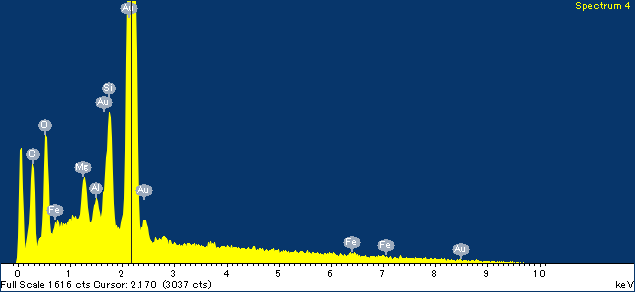 Spectrum 4
Au
Si
Au
O
C
Mg
Al
Au
Fe
Fe
Fe
Au
0 1 2 3 4 5 6 7 8 9 10
Full Scale 1616 cts Cursor: 2.170 (3037 cts) keV